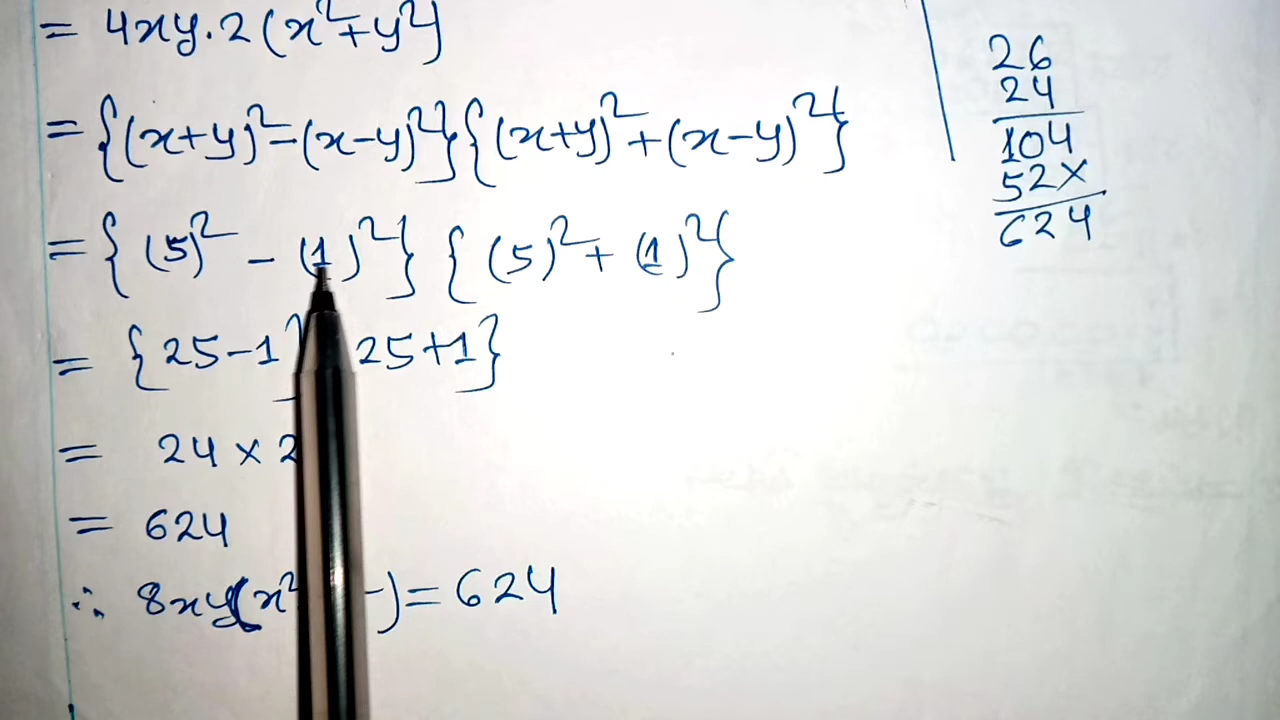 = 4xy.2(x²+y²)
= {(x+y)²-(x-y)²}{(x+y)²+(x-y)²}
= {(5)² - (1)²} {(5)² + (1)²}
= {25-1 25+1}
= 24 × 2
= 624
∴ 8xy(x² )= 624
26
24
104
52×
624